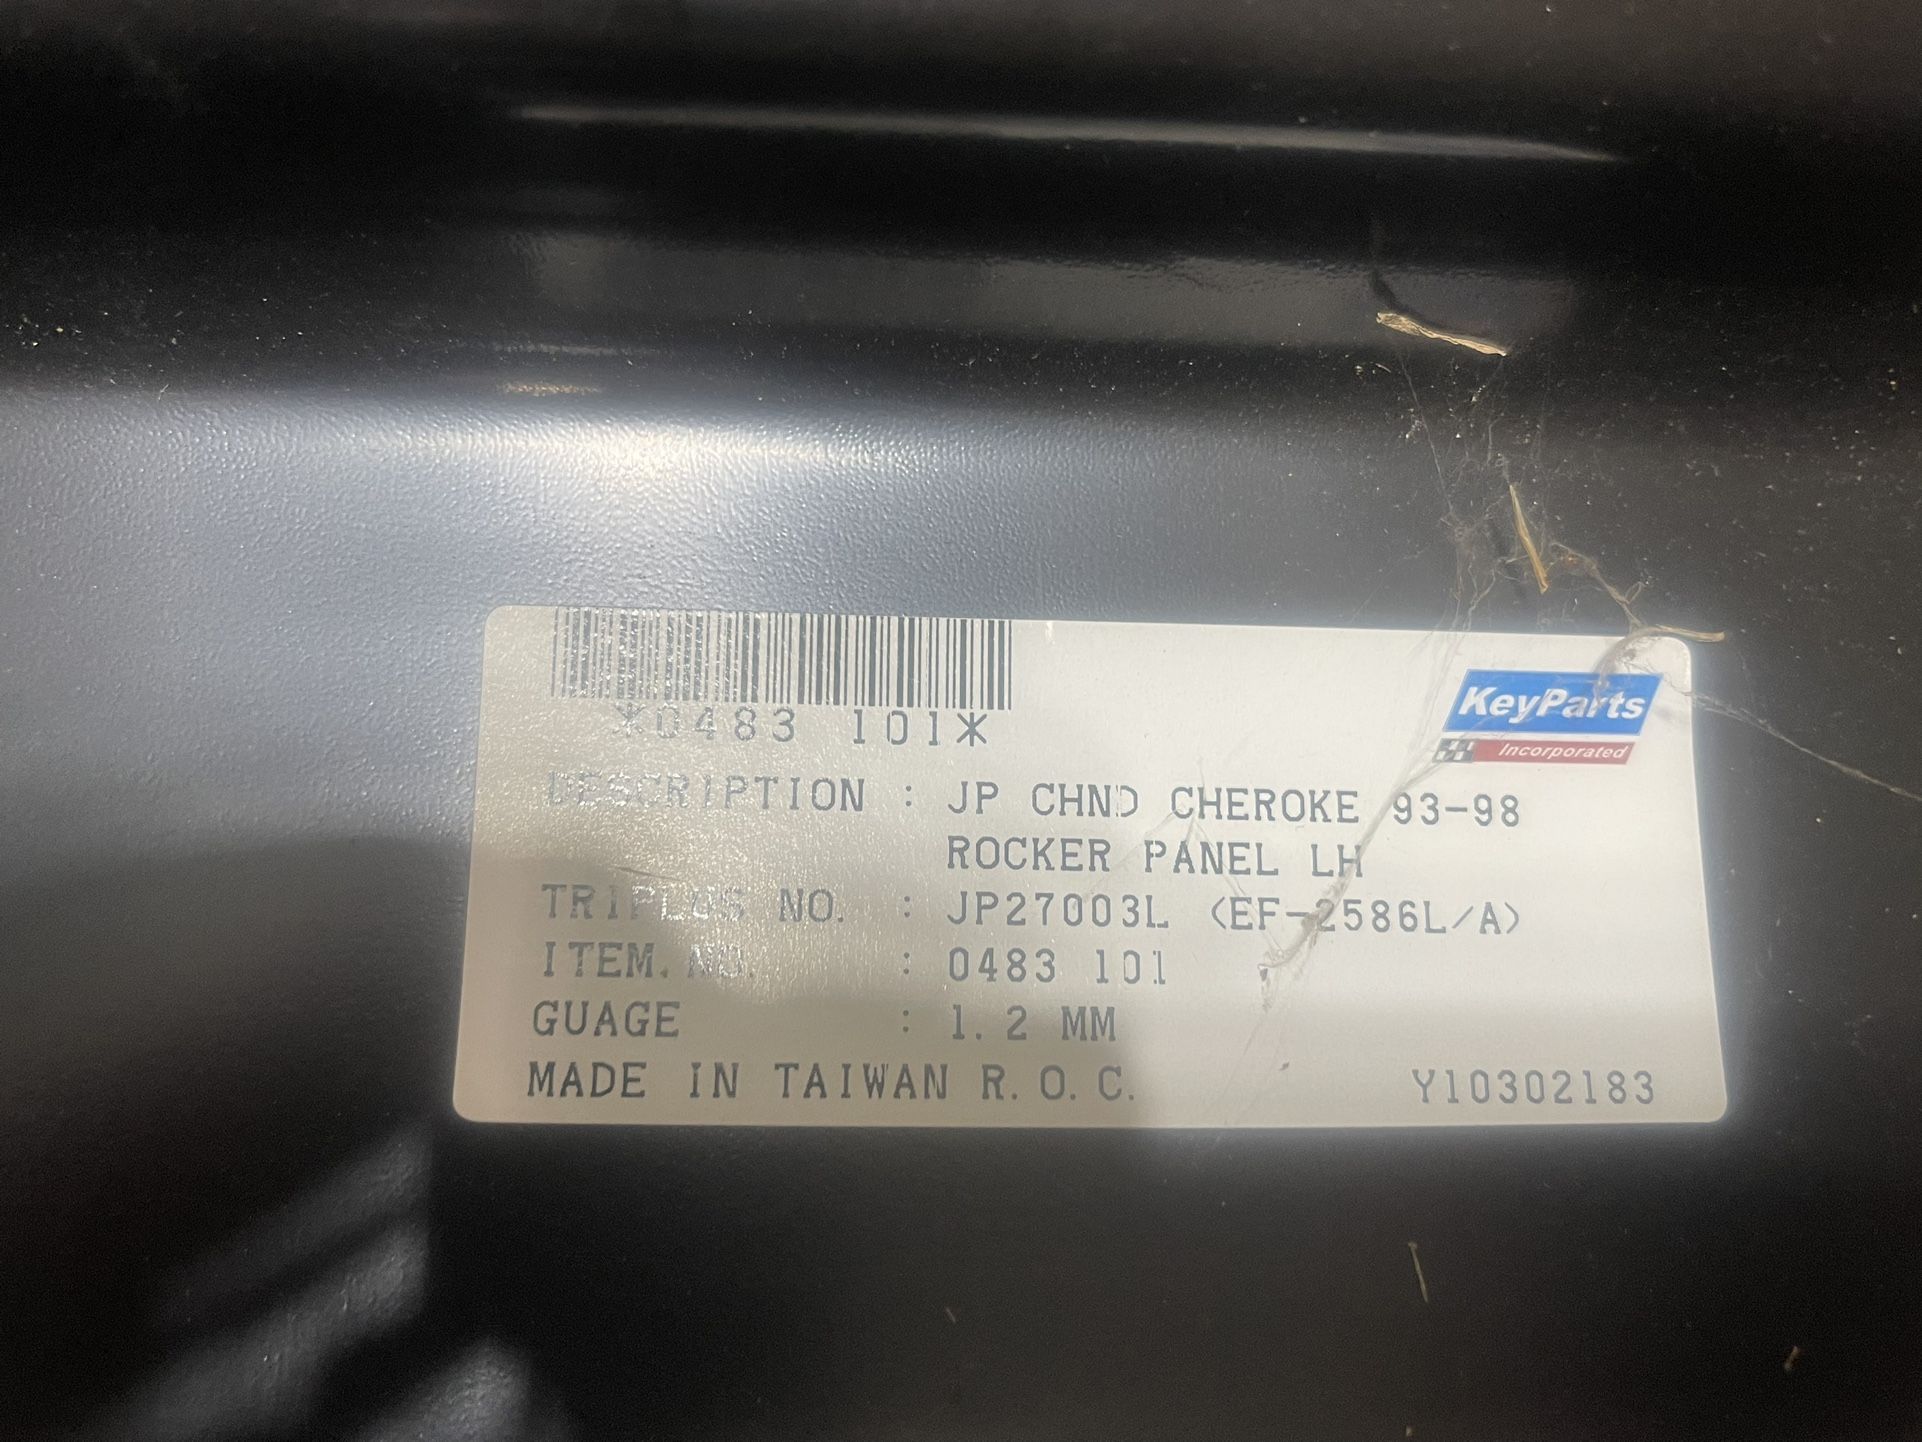 *0483 101*
KeyParts
Incorporated
DESCRIPTION : JP CHND CHEROKE 93-98
ROCKER PANEL LH
TRIPLUS NO. : JP27003L (EF-2586L/A)
ITEM. NO. : 0483 101
GUAGE : 1.2 MM
MADE IN TAIWAN R.O.C. Y10302183